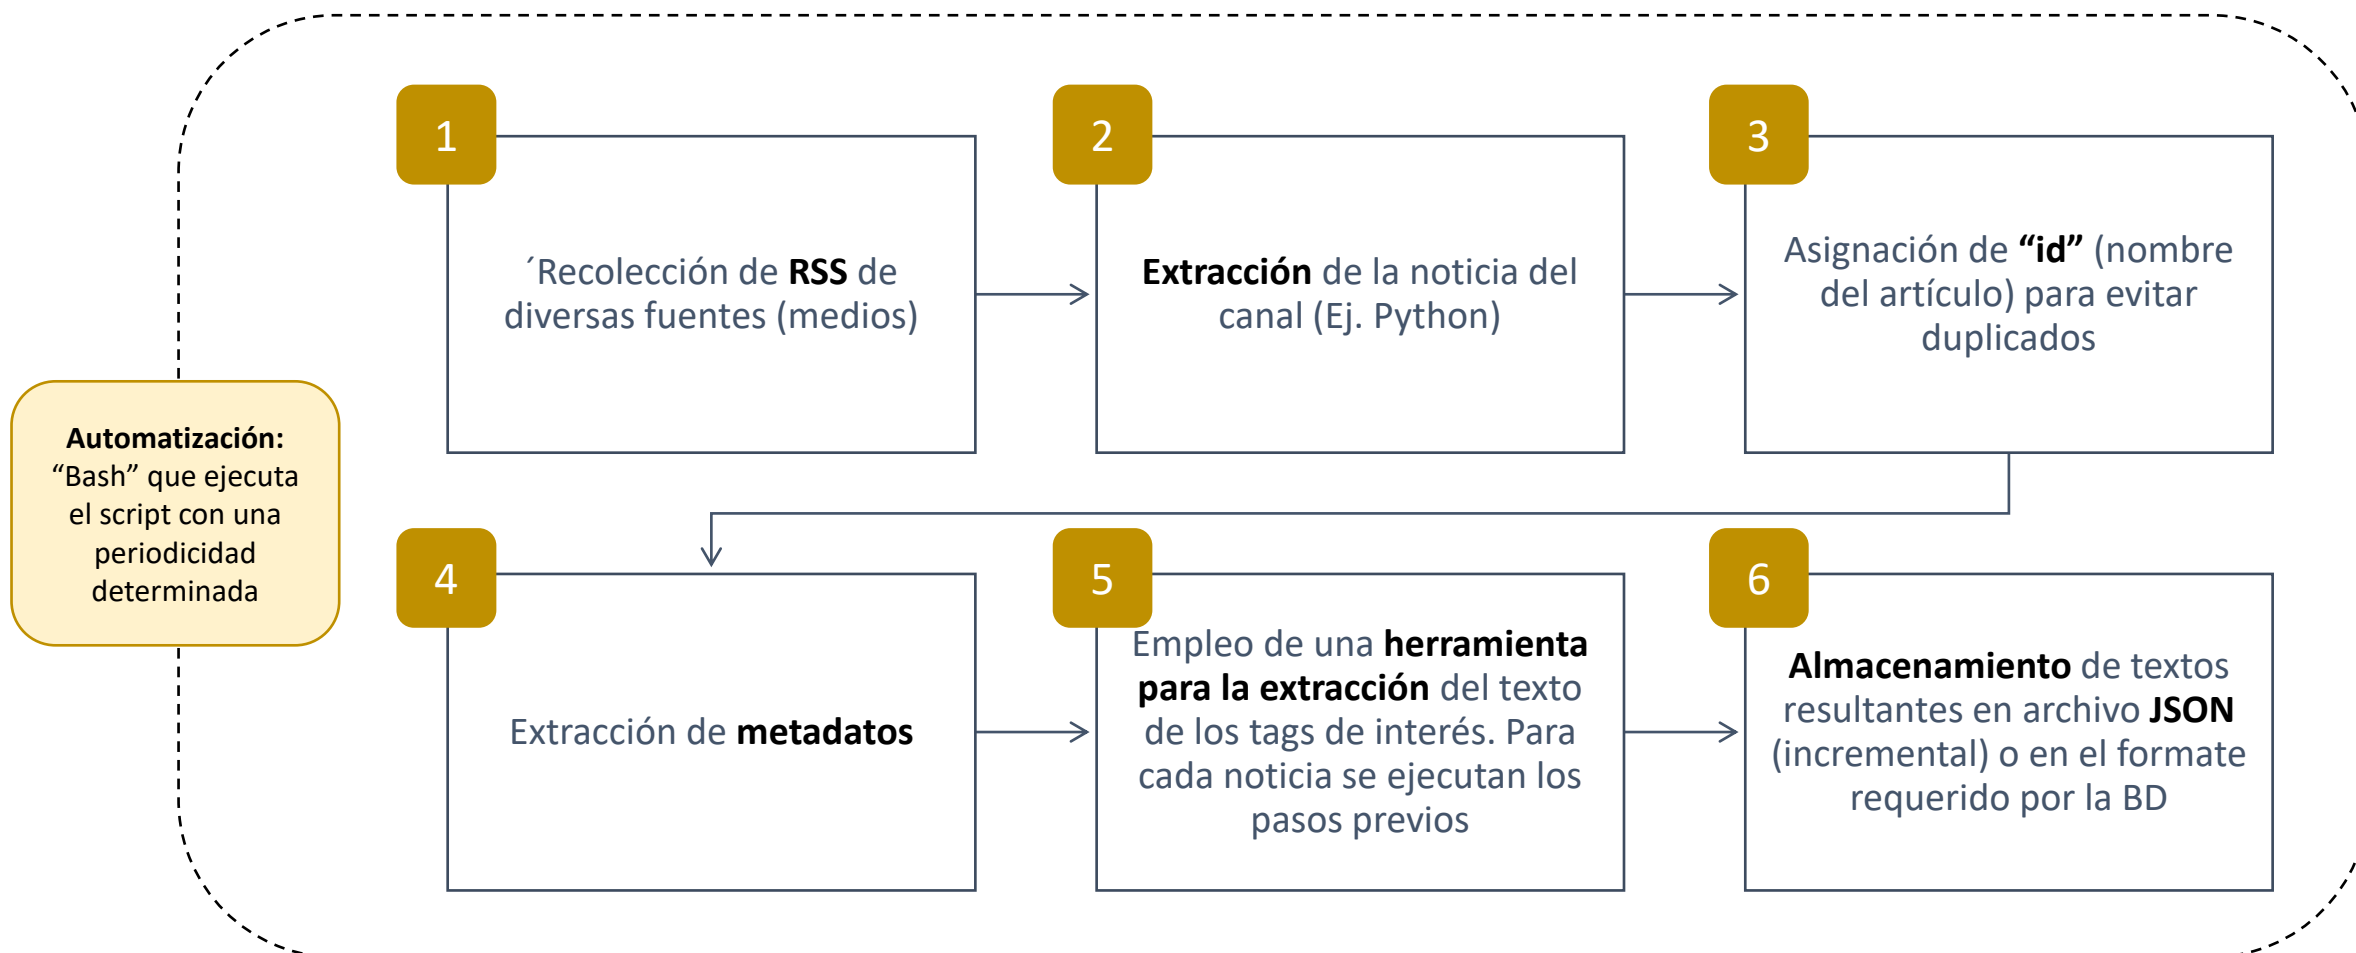 1
´Recolección de RSS de
diversas fuentes (medios)
2
Extracción de la noticia del
canal (Ej. Python)
3
Asignación de “id” (nombre
del artículo) para evitar
duplicados
Automatización:
“Bash” que ejecuta
el script con una
periodicidad
determinada
4
Extracción de metadatos
5
Empleo de una herramienta
para la extracción del texto
de los tags de interés. Para
cada noticia se ejecutan los
pasos previos
6
Almacenamiento de textos
resultantes en archivo JSON
(incremental) o en el formate
requerido por la BD